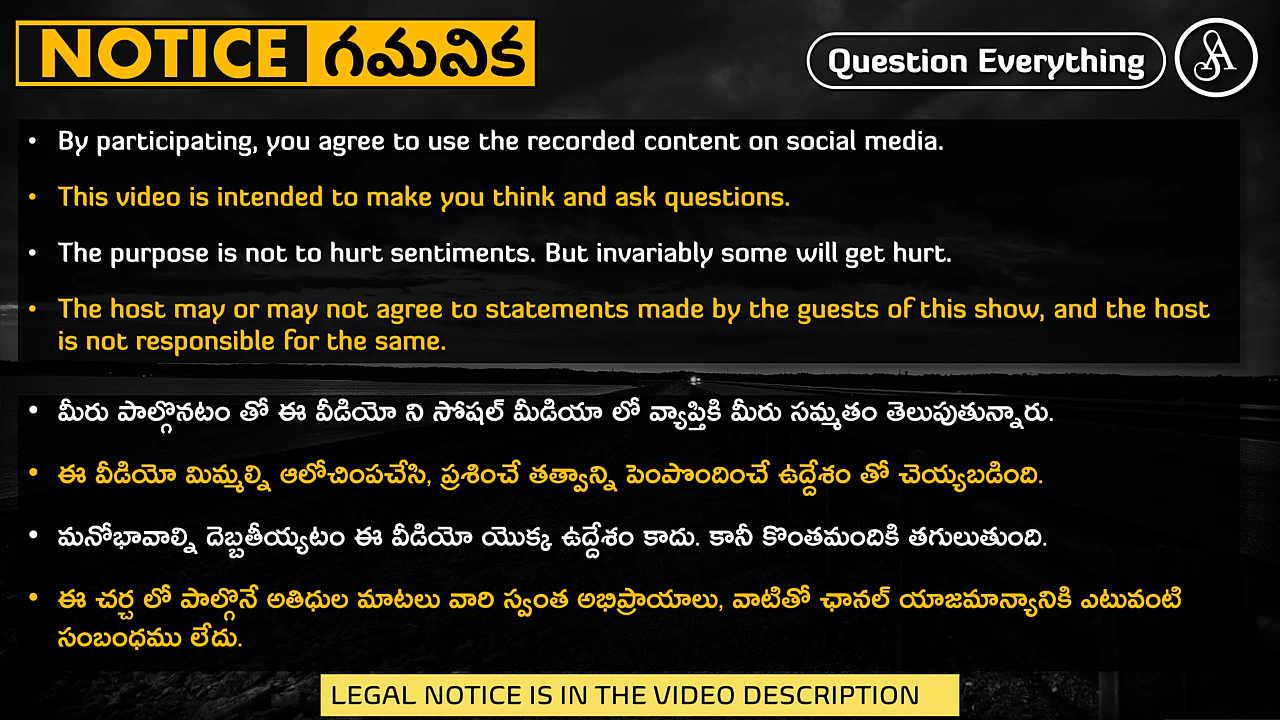 NOTICE గమనిక
Question Everything
• By participating, you agree to use the recorded content on social media.
• This video is intended to make you think and ask questions.
• The purpose is not to hurt sentiments. But invariably some will get hurt.
• The host may or may not agree to statements made by the guests of this show, and the host
is not responsible for the same.
• మీరు పాల్గొనటం తో ఈ వీడియో ని సోషల్ మీడియా లో వ్యాప్తికి మీరు సమ్మతం తెలుపుతున్నారు.
• ఈ వీడియో మిమ్మల్ని ఆలోచింపచేసి, ప్రశించే తత్వాన్ని పెంపొందించే ఉద్దేశం తో చెయ్యబడింది.
• మనోభావాల్ని దెబ్బతీయ్యటం ఈ వీడియో యొక్క ఉద్దేశం కాదు. కానీ కొంతమందికి తగులుతుంది.
• ఈ చర్చ లో పాల్గొనే అతిధుల మాటలు వారి స్వంత అభిప్రాయాలు, వాటితో ఛానల్ యాజమాన్యానికి ఎటువంటి
సంబంధము లేదు.
LEGAL NOTICE IS IN THE VIDEO DESCRIPTION